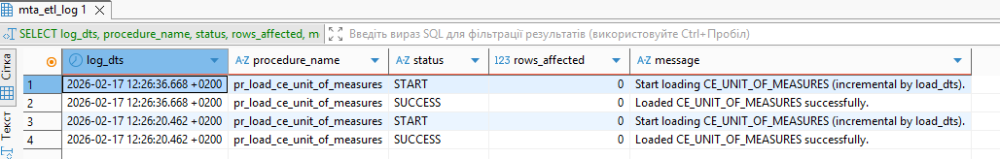 mta_etl_log 1
SELECT log_dts, procedure_name, status, rows_affected, m Введіть вираз SQL для фільтрації результатів (використовуйте Ctrl+Пробіл)
Сітка
Текст
log_dts A-Z procedure_name A-Z status 123 rows_affected A-Z message
1 2026-02-17 12:26:36.668 +0200 pr_load_ce_unit_of_measures START 0 Start loading CE_UNIT_OF_MEASURES (incremental by load_dts).
2 2026-02-17 12:26:36.668 +0200 pr_load_ce_unit_of_measures SUCCESS 0 Loaded CE_UNIT_OF_MEASURES successfully.
3 2026-02-17 12:26:20.462 +0200 pr_load_ce_unit_of_measures START 0 Start loading CE_UNIT_OF_MEASURES (incremental by load_dts).
4 2026-02-17 12:26:20.462 +0200 pr_load_ce_unit_of_measures SUCCESS 0 Loaded CE_UNIT_OF_MEASURES successfully.